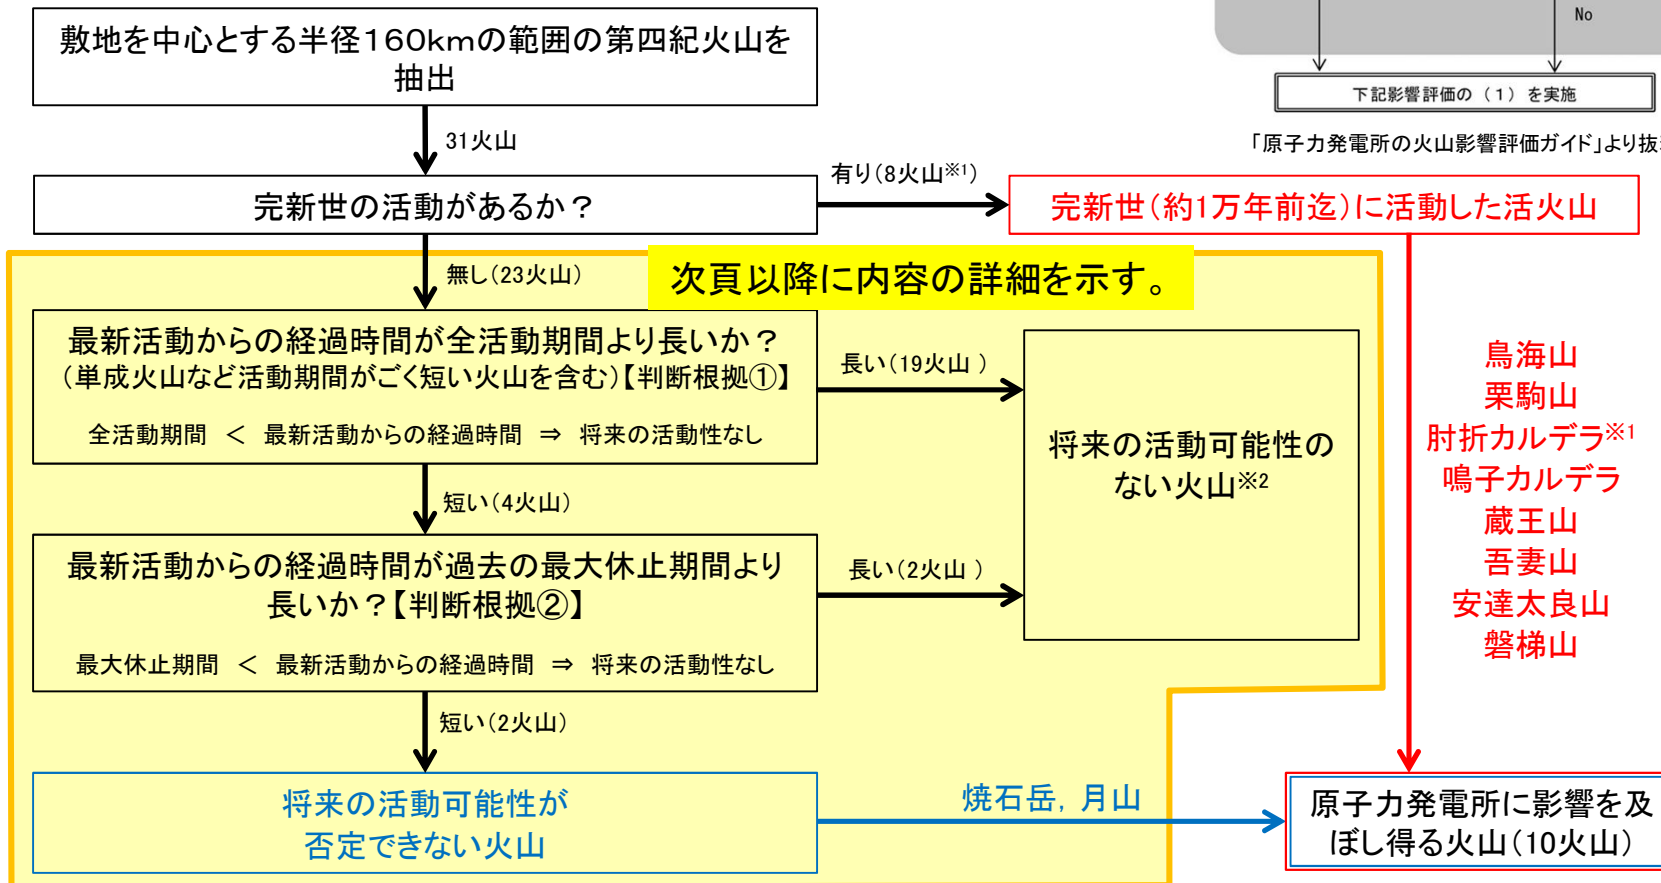 No
下記影響評価の（1）を実施
「原子力発電所の火山影響評価ガイド」より抜
敷地を中心とする半径160kmの範囲の第四紀火山を
抽出
31火山
完新世の活動があるか？
有り(8火山※1)
完新世(約1万年前迄)に活動した活火山
無し(23火山)
次頁以降に内容の詳細を示す。
最新活動からの経過時間が全活動期間より長いか？
(単成火山など活動期間がごく短い火山を含む)【判断根拠①】
全活動期間 ＜ 最新活動からの経過時間 ⇒ 将来の活動性なし
長い(19火山 )
将来の活動可能性の
ない火山※2
短い(4火山)
最新活動からの経過時間が過去の最大休止期間より
長いか？【判断根拠②】
最大休止期間 ＜ 最新活動からの経過時間 ⇒ 将来の活動性なし
長い(2火山 )
鳥海山
栗駒山
肘折カルデラ※1
鳴子カルデラ
蔵王山
吾妻山
安達太良山
磐梯山
短い(2火山)
将来の活動可能性が
否定できない火山
焼石岳，月山
原子力発電所に影響を及
ぼし得る火山(10火山)